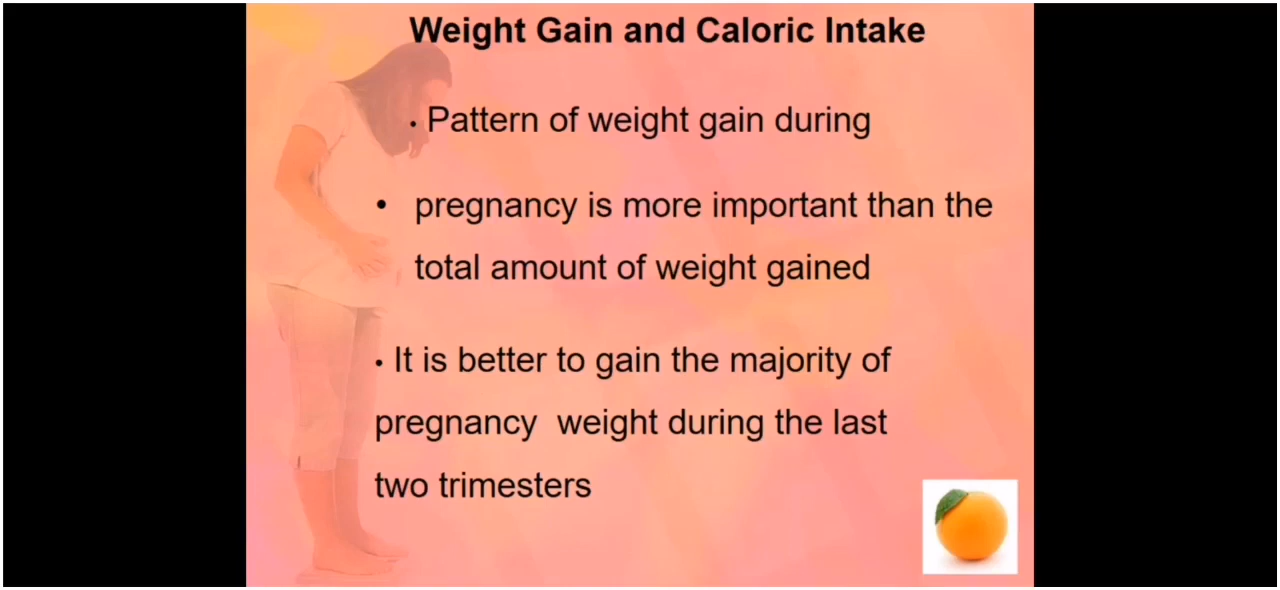 Weight Gain and Caloric Intake
• Pattern of weight gain during
• pregnancy is more important than the
total amount of weight gained
• It is better to gain the majority of
pregnancy  weight during the last
two trimesters